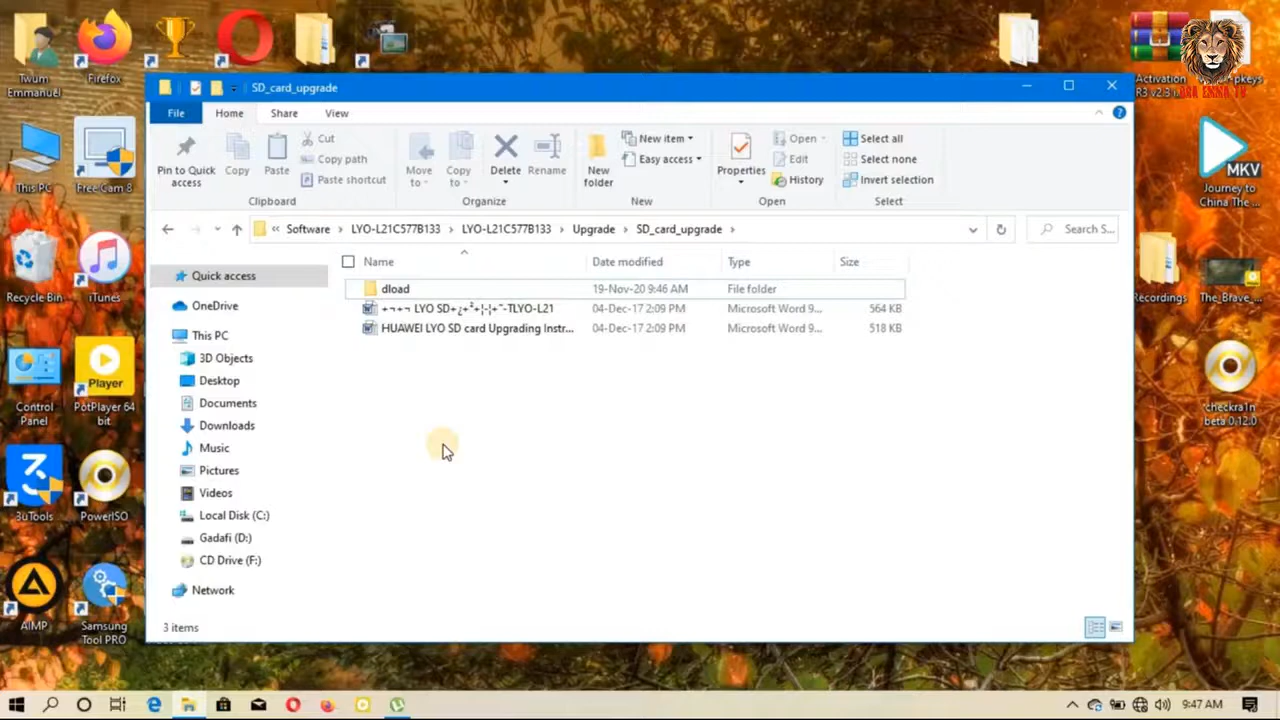 Twum
Emmanuel
Firefox
Activation
SD_card_upgrade
File
Home
Share
View
Pin to Quick
access
Copy
Paste
Cut
Copy path
Paste shortcut
Clipboard
Move
to
Copy
to
Delete
Rename
Organize
New
folder
New item
Easy access
New
Properties
Open
Edit
History
Open
Select all
Select none
Invert selection
Select
« Software › LYO-L21C577B133 › LYO-L21C577B133 › Upgrade › SD_card_upgrade ›
Search S...
Name
Date modified
Type
Size
dload
19-Nov-20 9:46 AM
File folder
04-Dec-17 2:09 PM
Microsoft Word 9...
564 KB
HUAWEI LYO SD card Upgrading Instr...
04-Dec-17 2:09 PM
Microsoft Word 9...
518 KB
Quick access
OneDrive
This PC
3D Objects
Desktop
Documents
Downloads
Music
Pictures
Videos
Local Disk (C:)
Gadafi (D:)
CD Drive (F:)
Network
3 items
This PC
Free Cam 8
Recycle Bin
iTunes
Control
Panel
Player
PotPlayer 64
bit
3uTools
PowerISO
AIMP
Samsung
Tool PRO
MKV
Journey to
China The ...
Recordings
The_Brave_...
checkra1n
beta 0.12.0
9:47 AM